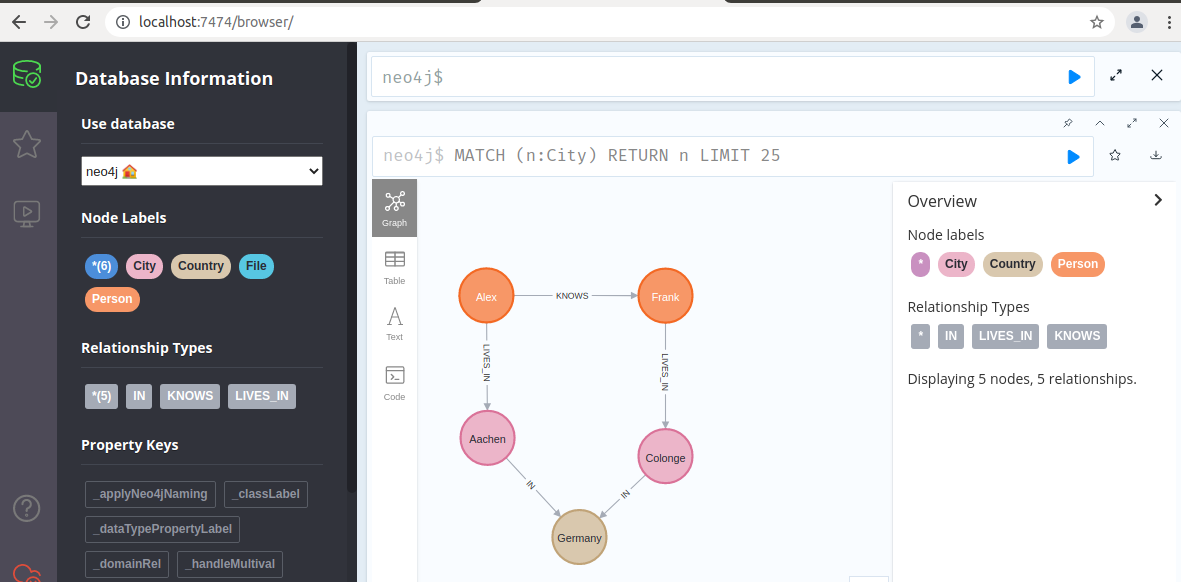 localhost:7474/browser/
Database Information
Use database
neo4j
Node Labels
*(6) City Country File
Person
Relationship Types
*(5) IN KNOWS LIVES_IN
Property Keys
_applyNeo4jNaming _classLabel
_dataTypePropertyLabel
_domainRel _handleMultival
neo4j$
neo4j$ MATCH (n:City) RETURN n LIMIT 25
Graph
Table
Text
Code
Alex KNOWS Frank
LIVES_IN LIVES_IN
Aachen Colonge
IN IN
Germany
Overview
Node labels
* City Country Person
Relationship Types
* IN LIVES_IN KNOWS
Displaying 5 nodes, 5 relationships.